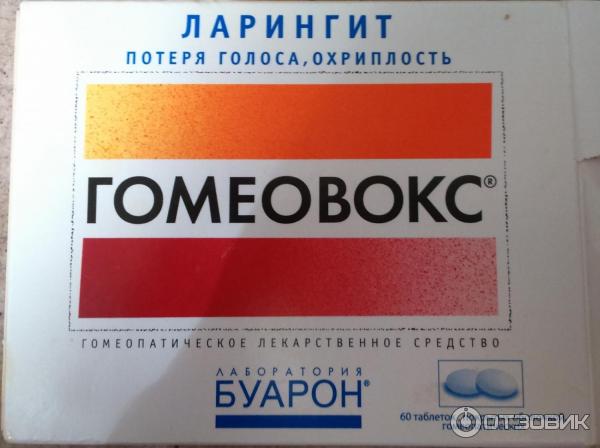 ЛАРИНГИТ
ПОТЕРЯ ГОЛОСА, ОХРИПЛОСТЬ
ГОМЕОВОКС®
ГОМЕОПАТИЧЕСКОЕ ЛЕКАРСТВЕННОЕ СРЕДСТВО
ЛАБОРАТОРИЯ
БУАРОН®
60 таблеток
ОТЗОВИК